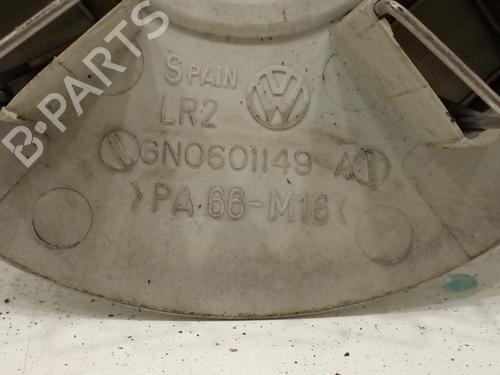 B-PARTS
SPAIN
LR2
6N0601149 A
>PA 66-M16<